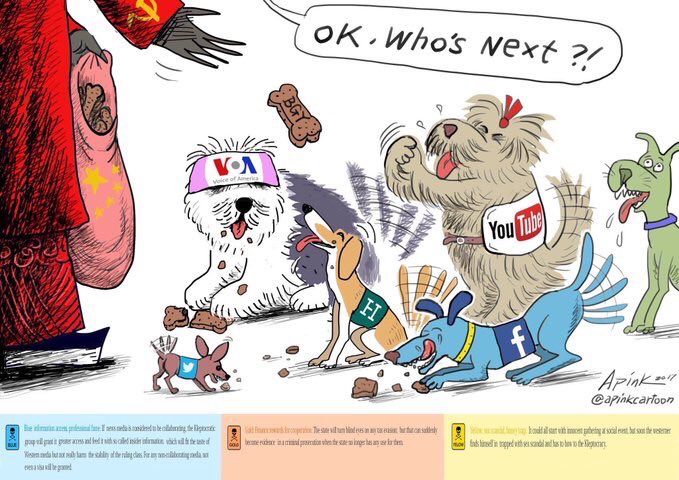 OK. Who's Next ?!
BGY
VOA
Voice of America
You Tube
H
f
Apink 2017
@apinkcartoon
BLUE
Blue: information access, professional fame. If news media is considered to be collaborating, the Kleptocratic
group will grant it greater access and feed it with so called insider information, which will fit the taste of
Western media but not really harm the stability of the ruling class. For any non-collaborating media, not
even a visa will be granted.
GOLD
Gold: Finance rewards for cooperation. The state will turn blind eyes on any tax evasion, but that can suddenly
become evidence in a criminal prosecution when the state no longer has any use for them.
YELOW
Yellow: sex scandal, honey trap. It could all start with innocent gathering at social event, but soon the westerner
finds himself in trapped with sex scandal and has to bow to the Kleptocracy.